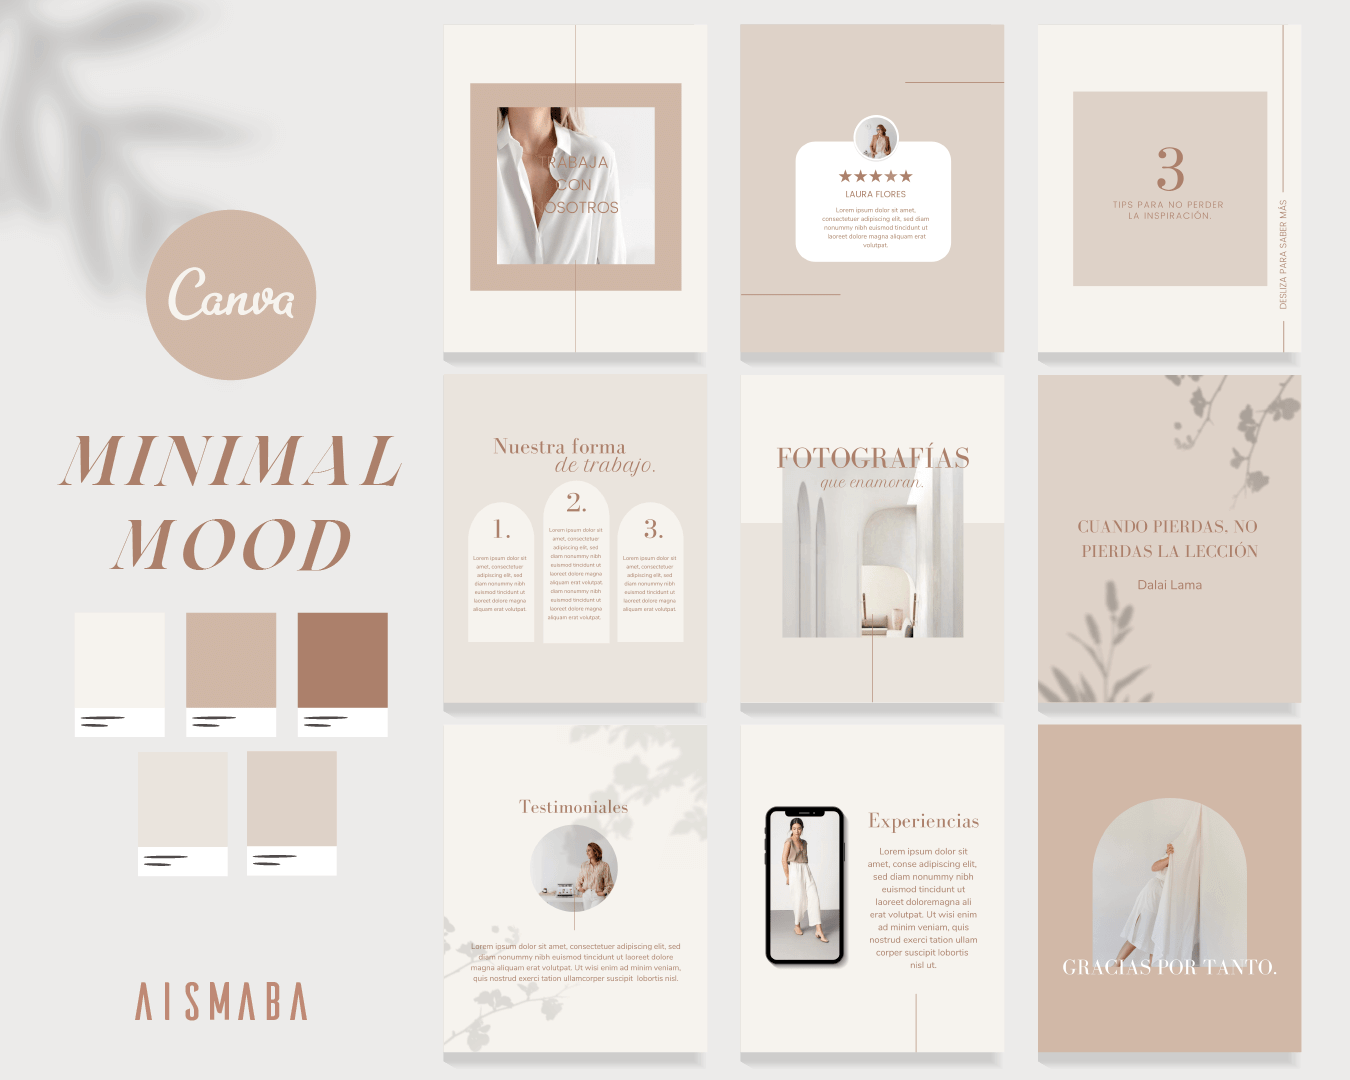 Canva
MINIMAL
MOOD
AISMABA
TRABAJA
CON
NOSOTROS
★★★★★
LAURA FLORES
Lorem ipsum dolor sit amet,
consectetuer adipiscing elit, sed diam
nonummy nibh euismod tincidunt ut
laoreet dolore magna aliquam erat
volutpat.
3
TIPS PARA NO PERDER
LA INSPIRACIÓN.
DESLIZA PARA SABER MÁS
Nuestra forma
de trabajo.
1.
Lorem ipsum dolor sit
amet, consectetuer
adipiscing elit, sed
diam nonummy nibh
euismod tincidunt ut
laoreet dolore magna
aliquam erat volutpat.
2.
Lorem ipsum dolor sit
amet, consectetuer
adipiscing elit, sed
diam nonummy nibh
euismod tincidunt ut
laoreet dolore magna
aliquam erat volutpat.
diam nonummy nibh
euismod tincidunt ut
laoreet dolore magna
aliquam erat volutpat.
3.
Lorem ipsum dolor sit
amet, consectetuer
adipiscing elit, sed
diam nonummy nibh
euismod tincidunt ut
laoreet dolore magna
aliquam erat volutpat.
FOTOGRAFÍAS
que enamoran.
CUANDO PIERDAS. NO
PIERDAS LA LECCIÓN
Dalai Lama
Testimoniales
Lorem ipsum dolor sit amet, consectetuer adipiscing elit, sed
diam nonummy nibh euismod tincidunt ut laoreet dolore
magna aliquam erat volutpat. Ut wisi enim ad minim veniam,
quis nostrud exerci tation ullamcorper suscipit lobortis nisl.
Experiencias
Lorem ipsum dolor sit
amet, conse adipiscing elit,
sed diam nonummy nibh
euismod tincidunt ut
laoreet doloremagna ali
erat volutpat. Ut wisi enim
ad minim veniam, quis
nostrud exerci tation ullam
corper suscipit lobortis
nisl ut.
GRACIAS POR TANTO.